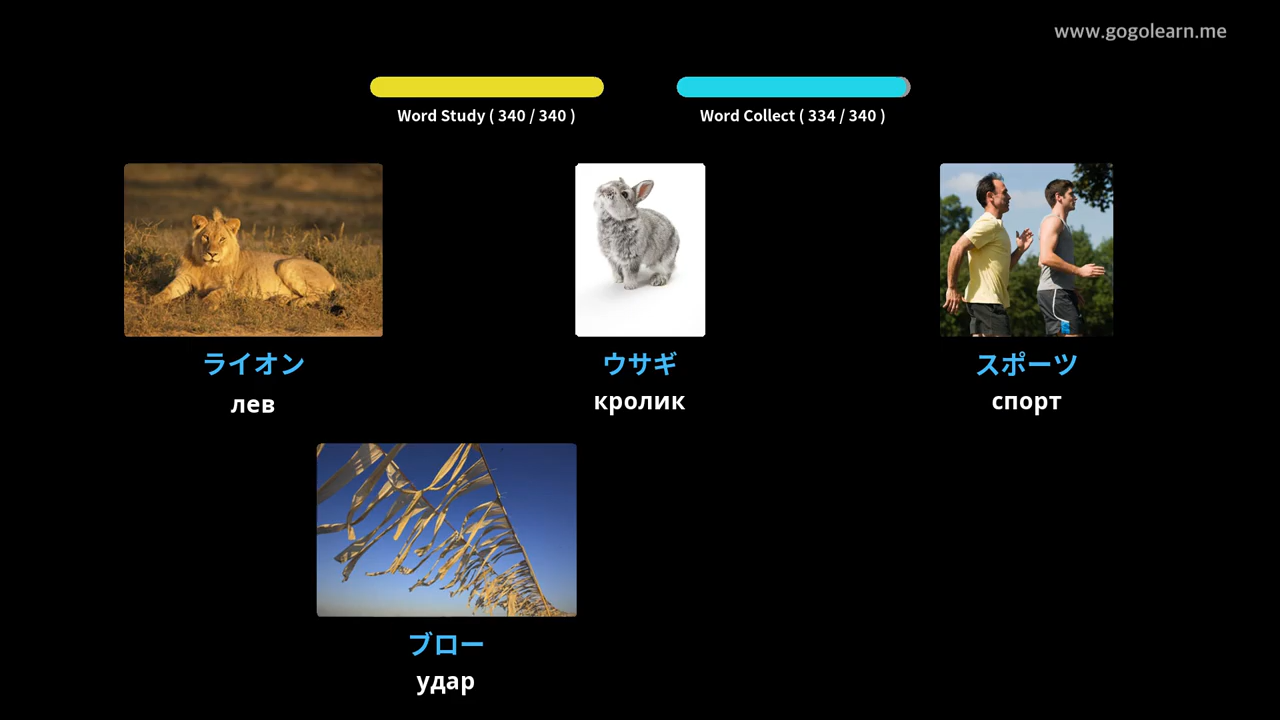 www.gogolearn.me
Word Study ( 340 / 340 )
Word Collect ( 334 / 340 )
ライオン
лев
ウサギ
кролик
スポーツ
спорт
ブロー
удар